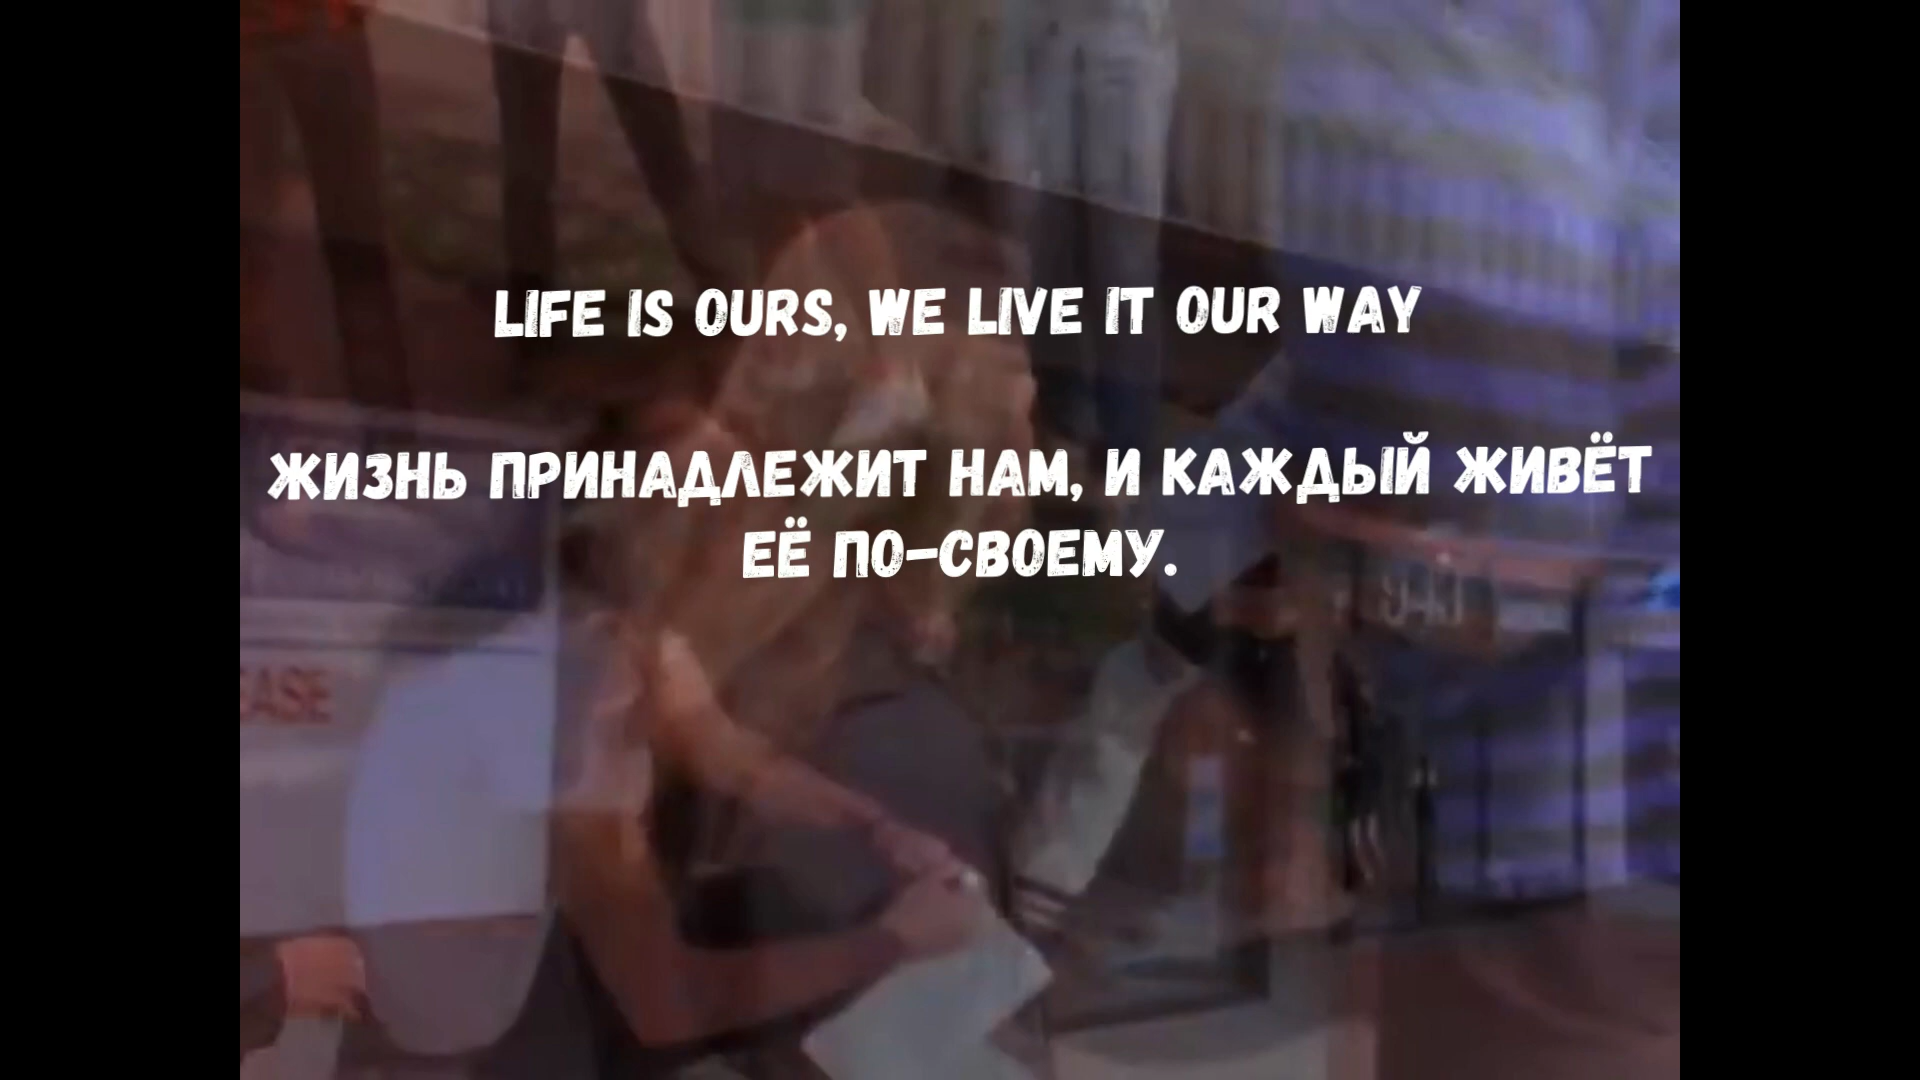 LIFE IS OURS, WE LIVE IT OUR WAY
ЖИЗНЬ ПРИНАДЛЕЖИТ НАМ, И КАЖДЫЙ ЖИВЁТ
ЕЁ ПО-СВОЕМУ.